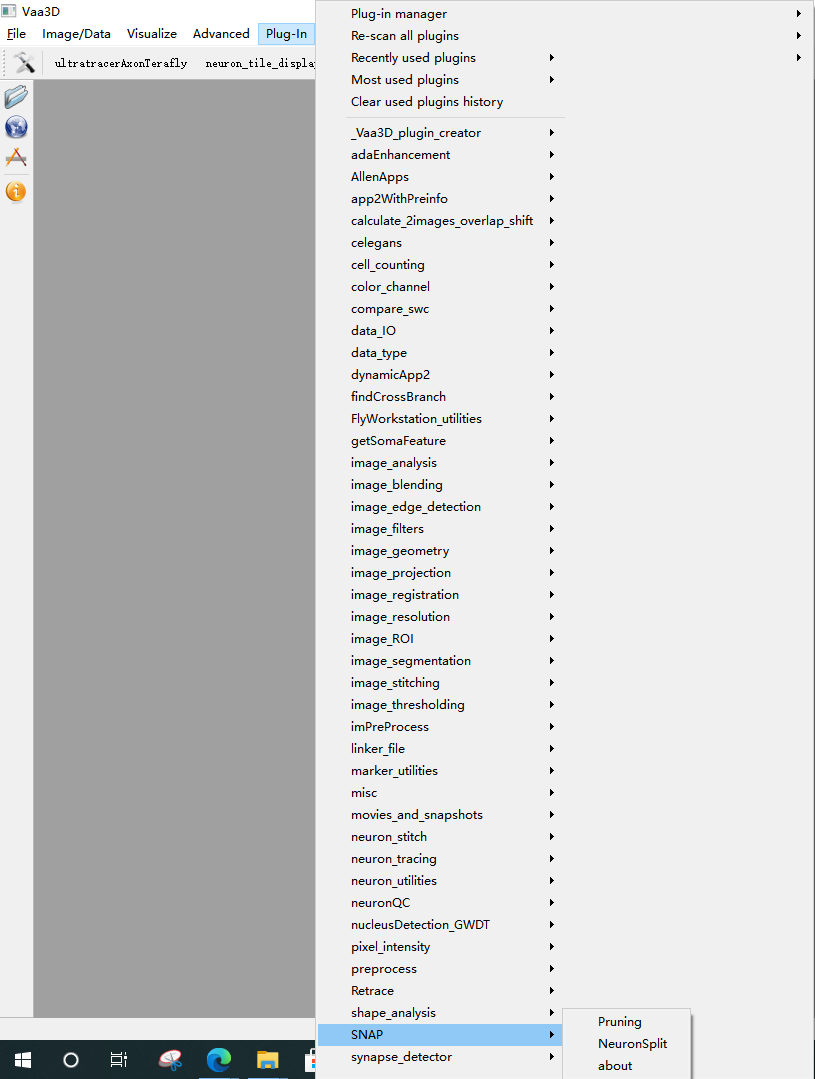 Vaa3D
File Image/Data Visualize Advanced Plug-In
ultratracerAxonTerafly neuron_tile_displa
Plug-in manager
Re-scan all plugins
Recently used plugins
Most used plugins
Clear used plugins history
_Vaa3D_plugin_creator
adaEnhancement
AllenApps
app2WithPreinfo
calculate_2images_overlap_shift
celegans
cell_counting
color_channel
compare_swc
data_IO
data_type
dynamicApp2
findCrossBranch
FlyWorkstation_utilities
getSomaFeature
image_analysis
image_blending
image_edge_detection
image_filters
image_geometry
image_projection
image_registration
image_resolution
image_ROI
image_segmentation
image_stitching
image_thresholding
imPreProcess
linker_file
marker_utilities
misc
movies_and_snapshots
neuron_stitch
neuron_tracing
neuron_utilities
neuronQC
nucleusDetection_GWDT
pixel_intensity
preprocess
Retrace
shape_analysis
SNAP
synapse_detector
Pruning
NeuronSplit
about